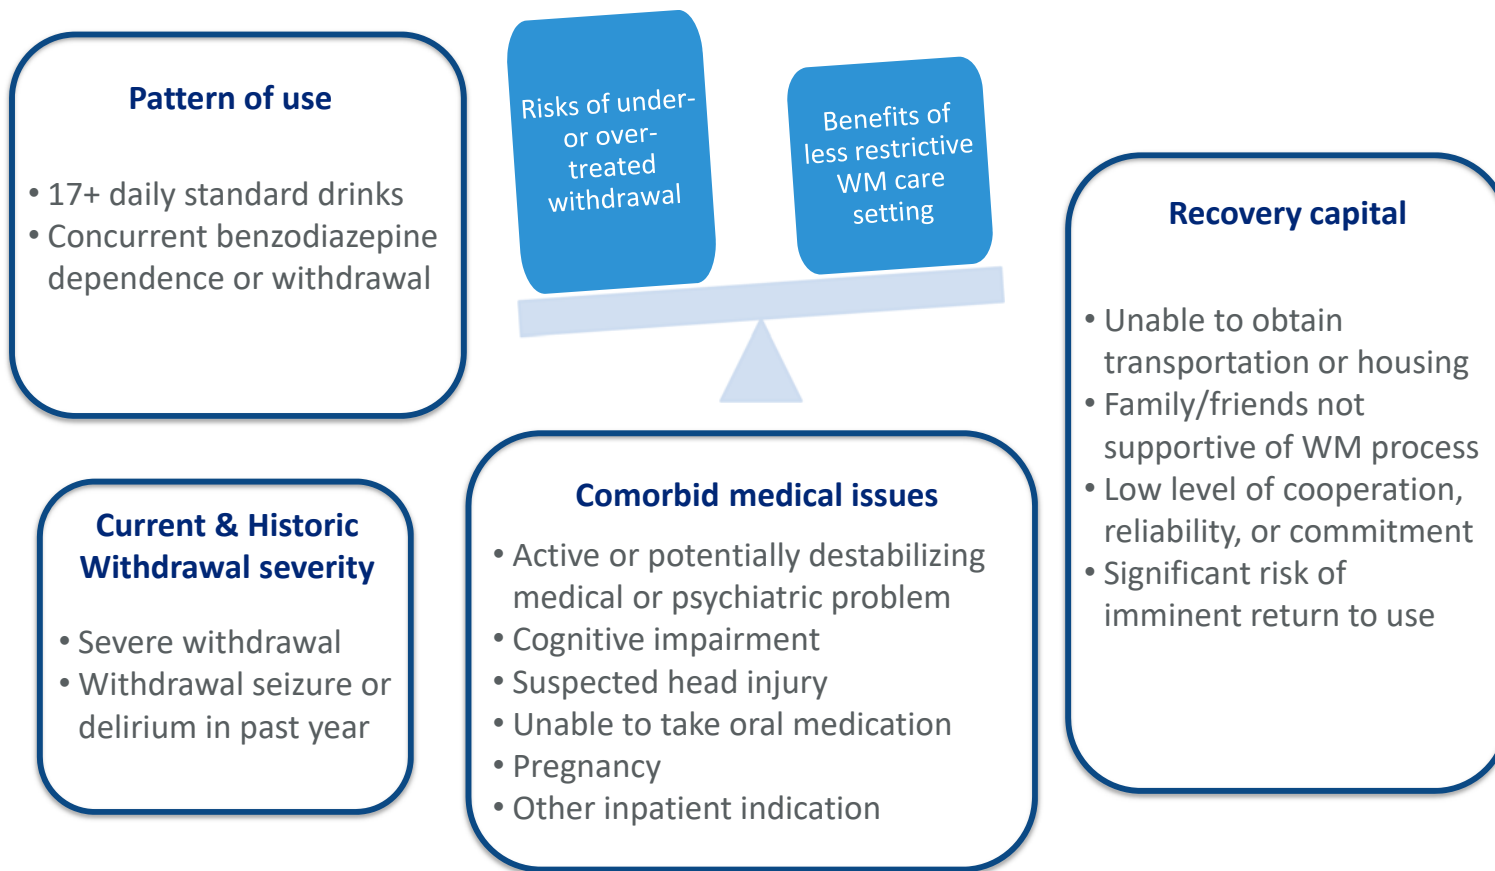 Pattern of use
• 17+ daily standard drinks
• Concurrent benzodiazepine
dependence or withdrawal
Risks of under-
or over-
treated
withdrawal
Benefits of
less restrictive
WM care
setting
Recovery capital
• Unable to obtain
transportation or housing
• Family/friends not
supportive of WM process
• Low level of cooperation,
reliability, or commitment
• Significant risk of
imminent return to use
Current & Historic
Withdrawal severity
• Severe withdrawal
• Withdrawal seizure or
delirium in past year
Comorbid medical issues
• Active or potentially destabilizing
medical or psychiatric problem
• Cognitive impairment
• Suspected head injury
• Unable to take oral medication
• Pregnancy
• Other inpatient indication